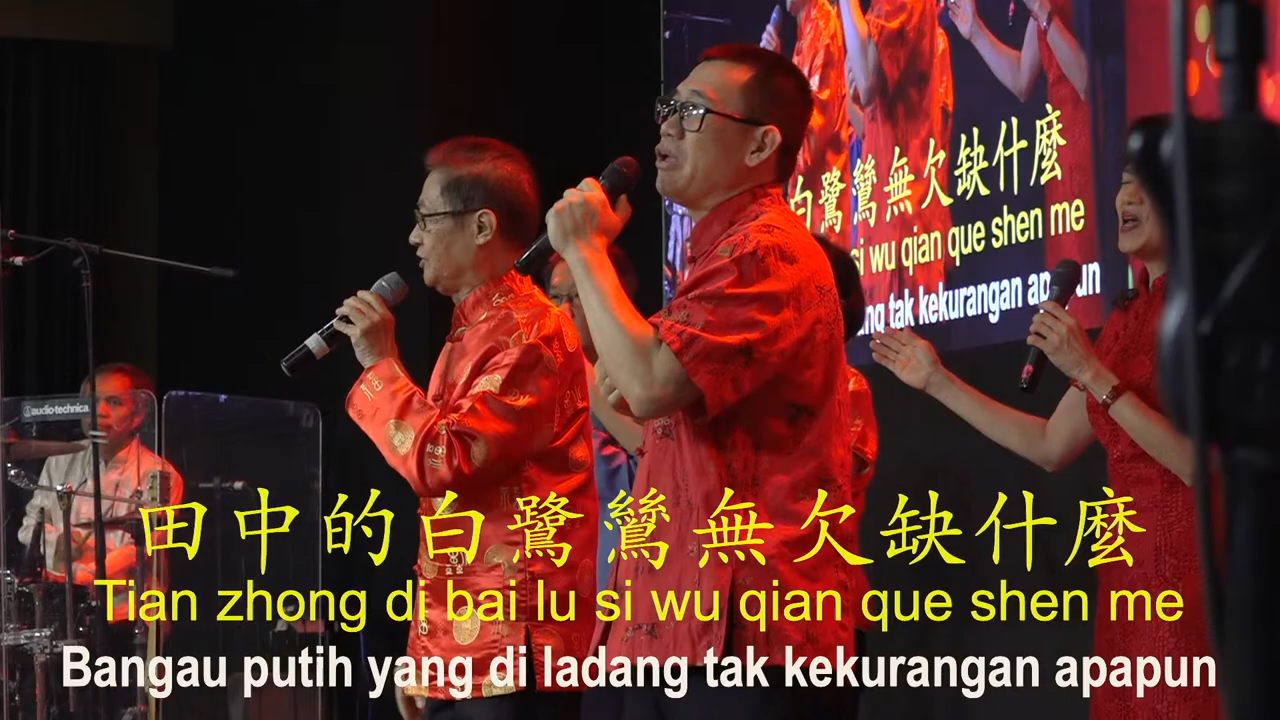 白鷺鷥無欠缺什麼
si wu qian que shen me
ang tak kekurangan apapun
audio-technica
田中的白鷺鷥無欠缺什麼
Tian zhong di bai lu si wu qian que shen me
Bangau putih yang di ladang tak kekurangan apapun